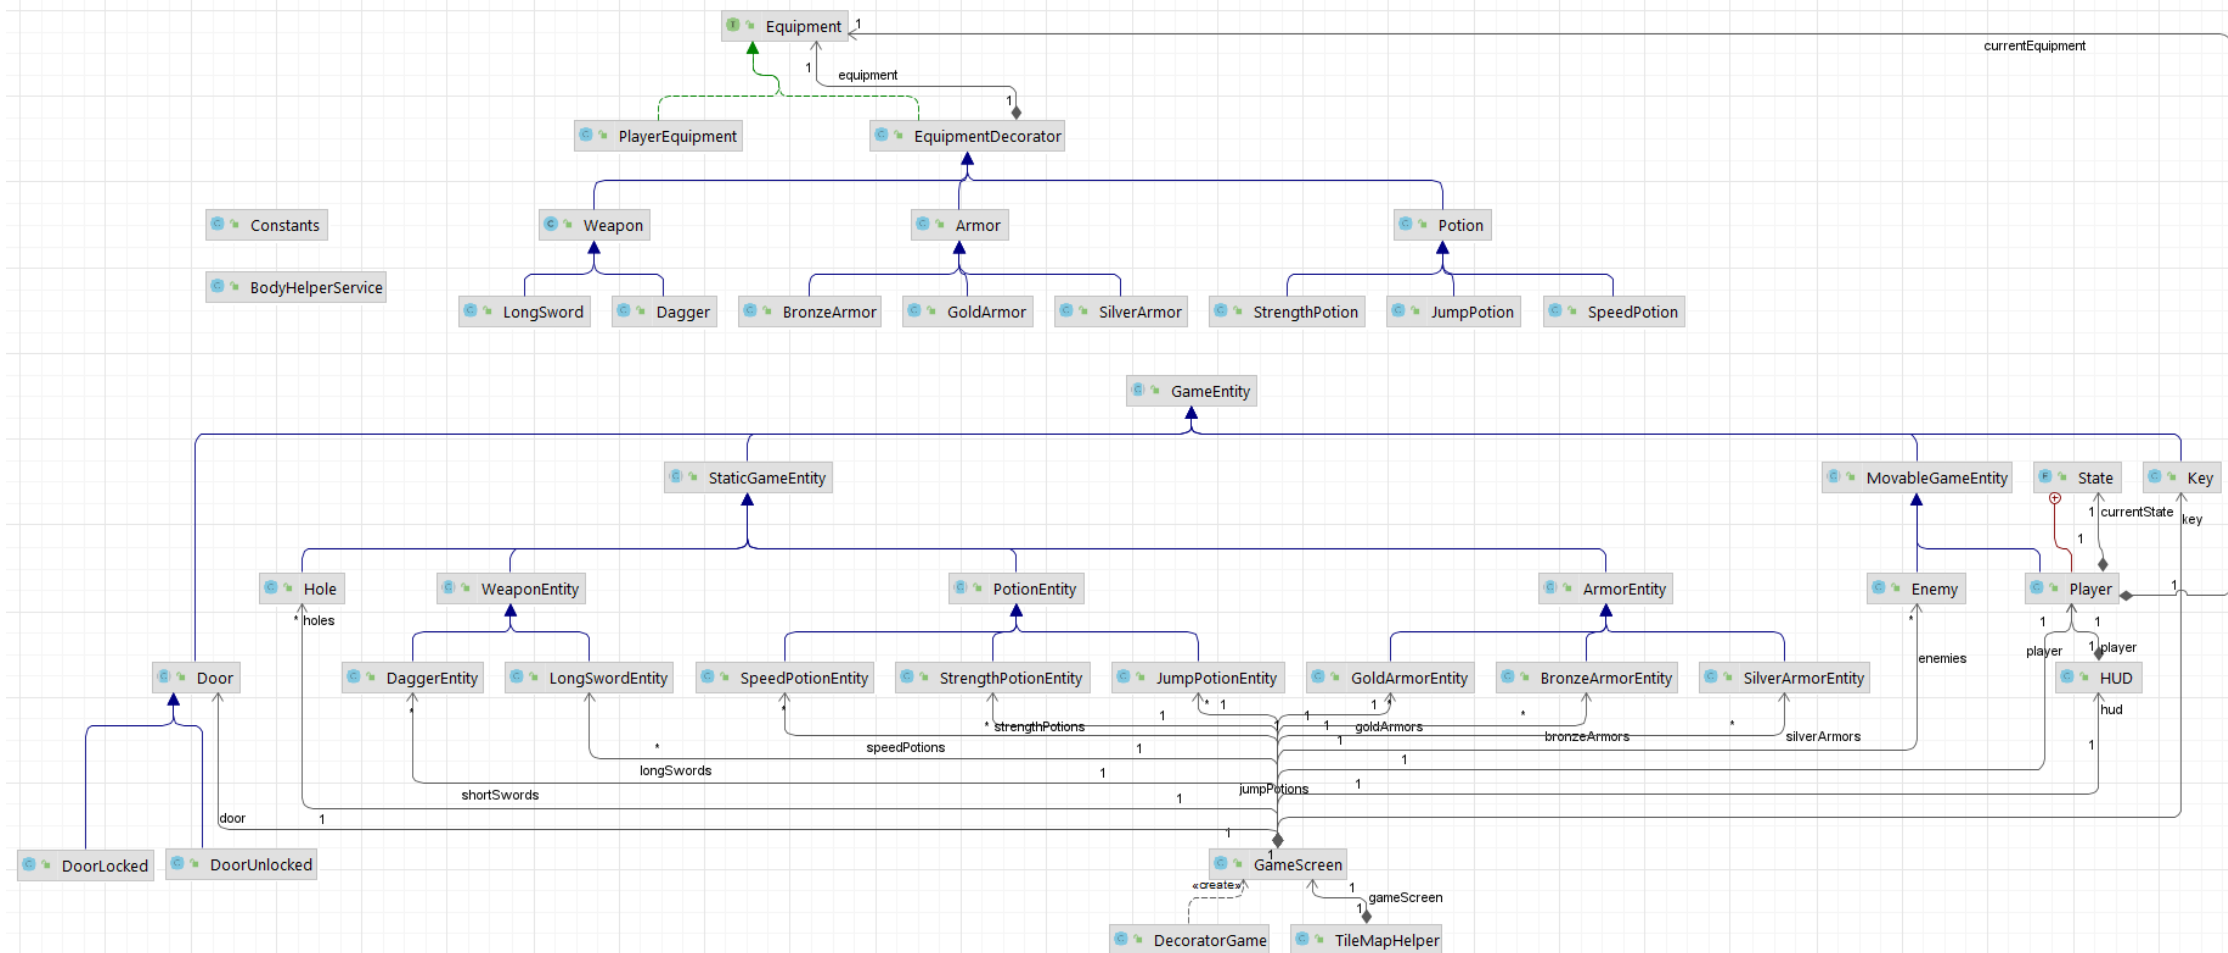 Equipment
1
currentEquipment
1
equipment
1
PlayerEquipment
EquipmentDecorator
Constants
Weapon
Armor
Potion
BodyHelperService
LongSword
Dagger
BronzeArmor
GoldArmor
SilverArmor
StrengthPotion
JumpPotion
SpeedPotion
GameEntity
StaticGameEntity
MovableGameEntity
State
Key
1
currentState
key
1
Hole
WeaponEntity
PotionEntity
ArmorEntity
Enemy
Player
1
* holes
*
1
1
player
1
player
enemies
Door
DaggerEntity
LongSwordEntity
SpeedPotionEntity
StrengthPotionEntity
JumpPotionEntity
GoldArmorEntity
BronzeArmorEntity
SilverArmorEntity
HUD
hud
*
*
*
1
1
*
1
1
*
*
* strengthPotions
1
1
goldArmors
bronzeArmors
silverArmors
*
speedPotions
1
1
1
longSwords
1
1
shortSwords
jumpPotions
1
1
door
1
1
DoorLocked
DoorUnlocked
1
GameScreen
«create»
1
gameScreen
1
DecoratorGame
TileMapHelper